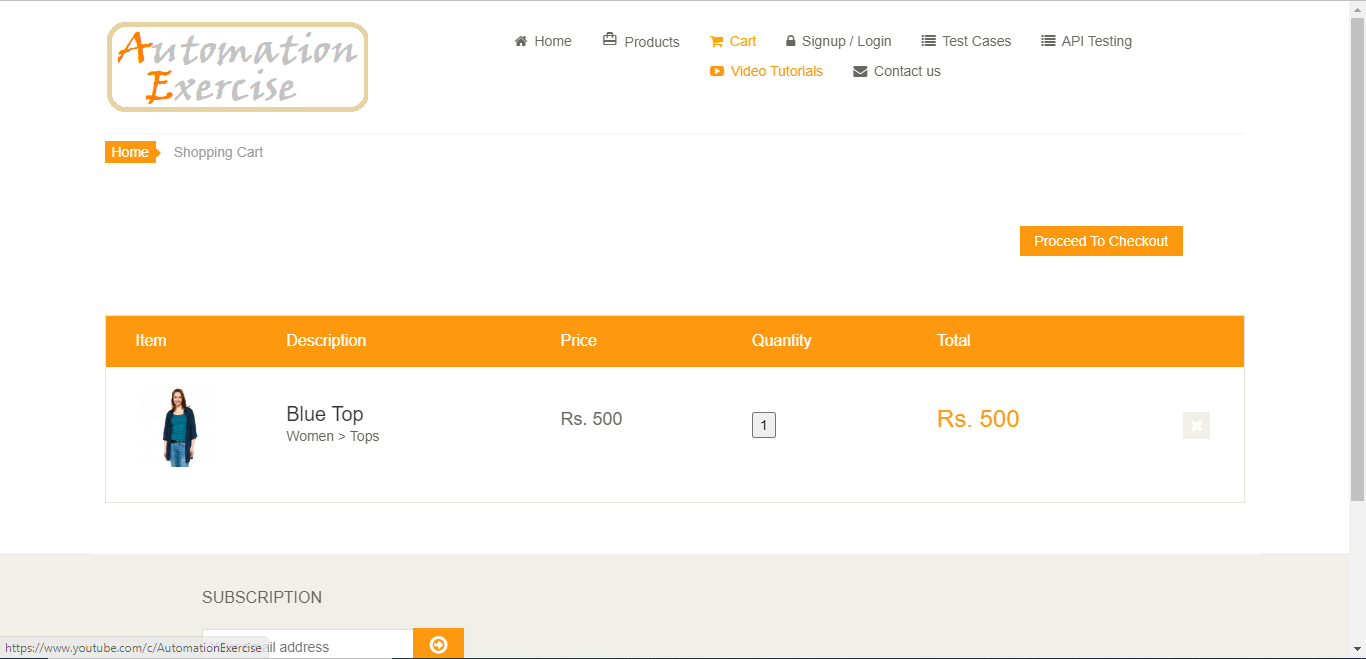 Automation
Exercise
Home Products Cart Signup / Login Test Cases API Testing
Video Tutorials Contact us
Home Shopping Cart
Proceed To Checkout
Item Description Price Quantity Total
Blue Top
Women > Tops
Rs. 500 1 Rs. 500
SUBSCRIPTION
address
https://www.youtube.com/c/AutomationExercise